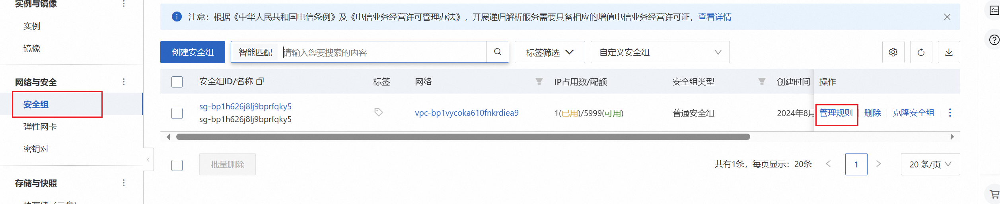 实例与镜像
实例
镜像
网络与安全
安全组
弹性网卡
密钥对
存储与快照
块存储（云盘）
注意：根据《中华人民共和国电信条例》及《电信业务经营许可管理办法》，开展递归解析服务需要具备相应的增值电信业务经营许可证，查看详情
创建安全组 智能匹配 请输入您要搜索的内容 标签筛选 自定义安全组
安全组ID/名称 标签 网络 IP占用数/配额 安全组类型 创建时间 操作
sg-bp1h626j8lj9bprfqky5
sg-bp1h626j8lj9bprfqky5
vpc-bp1vycoka610fnkrdiea9 1(已用)/5999(可用) 普通安全组 2024年8月 管理规则 删除 克隆安全组
批量删除 共有1条，每页显示：20条 1 20 条/页